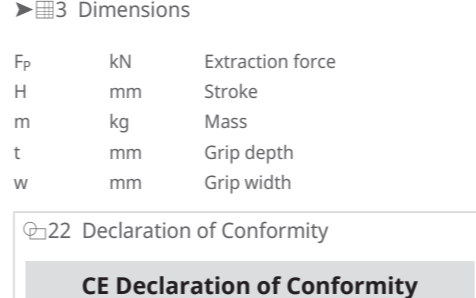 ➤3 Dimensions
FP kN Extraction force
H mm Stroke
m kg Mass
t mm Grip depth
w mm Grip width
22 Declaration of Conformity
CE Declaration of Conformity